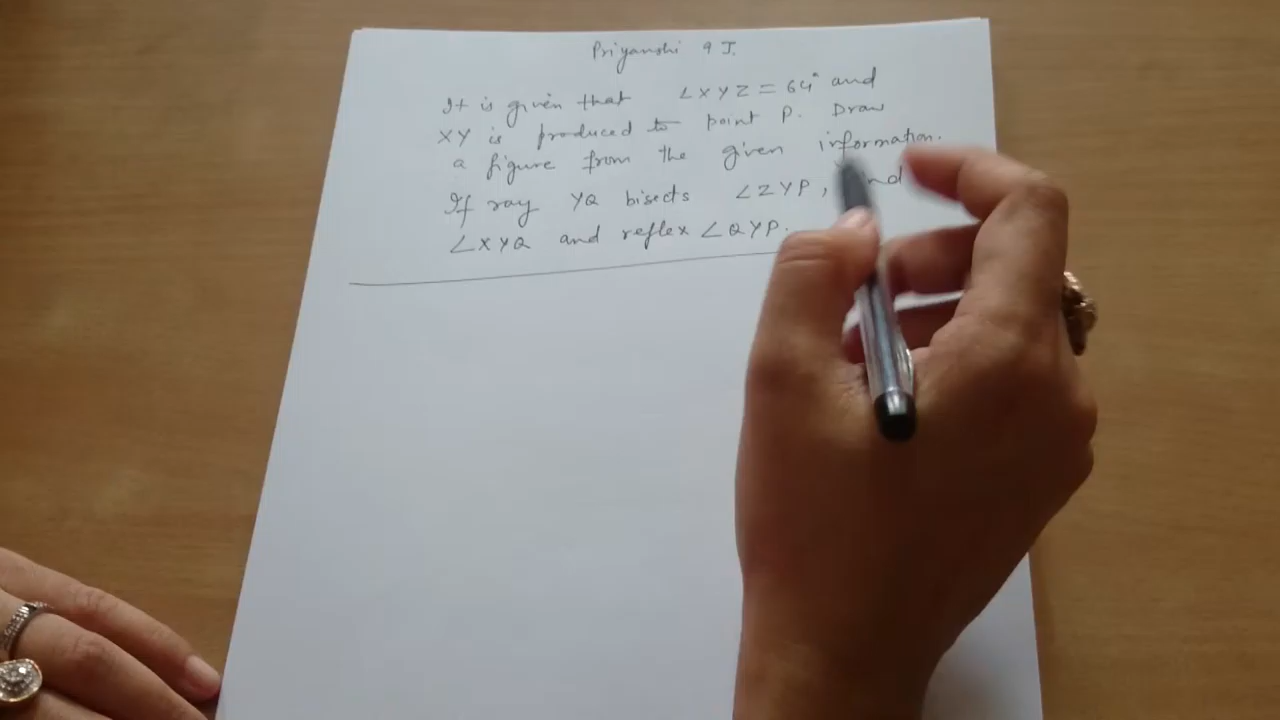 Priyanshi 9 J.
It is given that ∠XYZ = 64° and
XY is produced to point P. Draw
a figure from the given information.
If ray YQ bisects ∠ZYP,
∠XYQ and reflex ∠QYP.